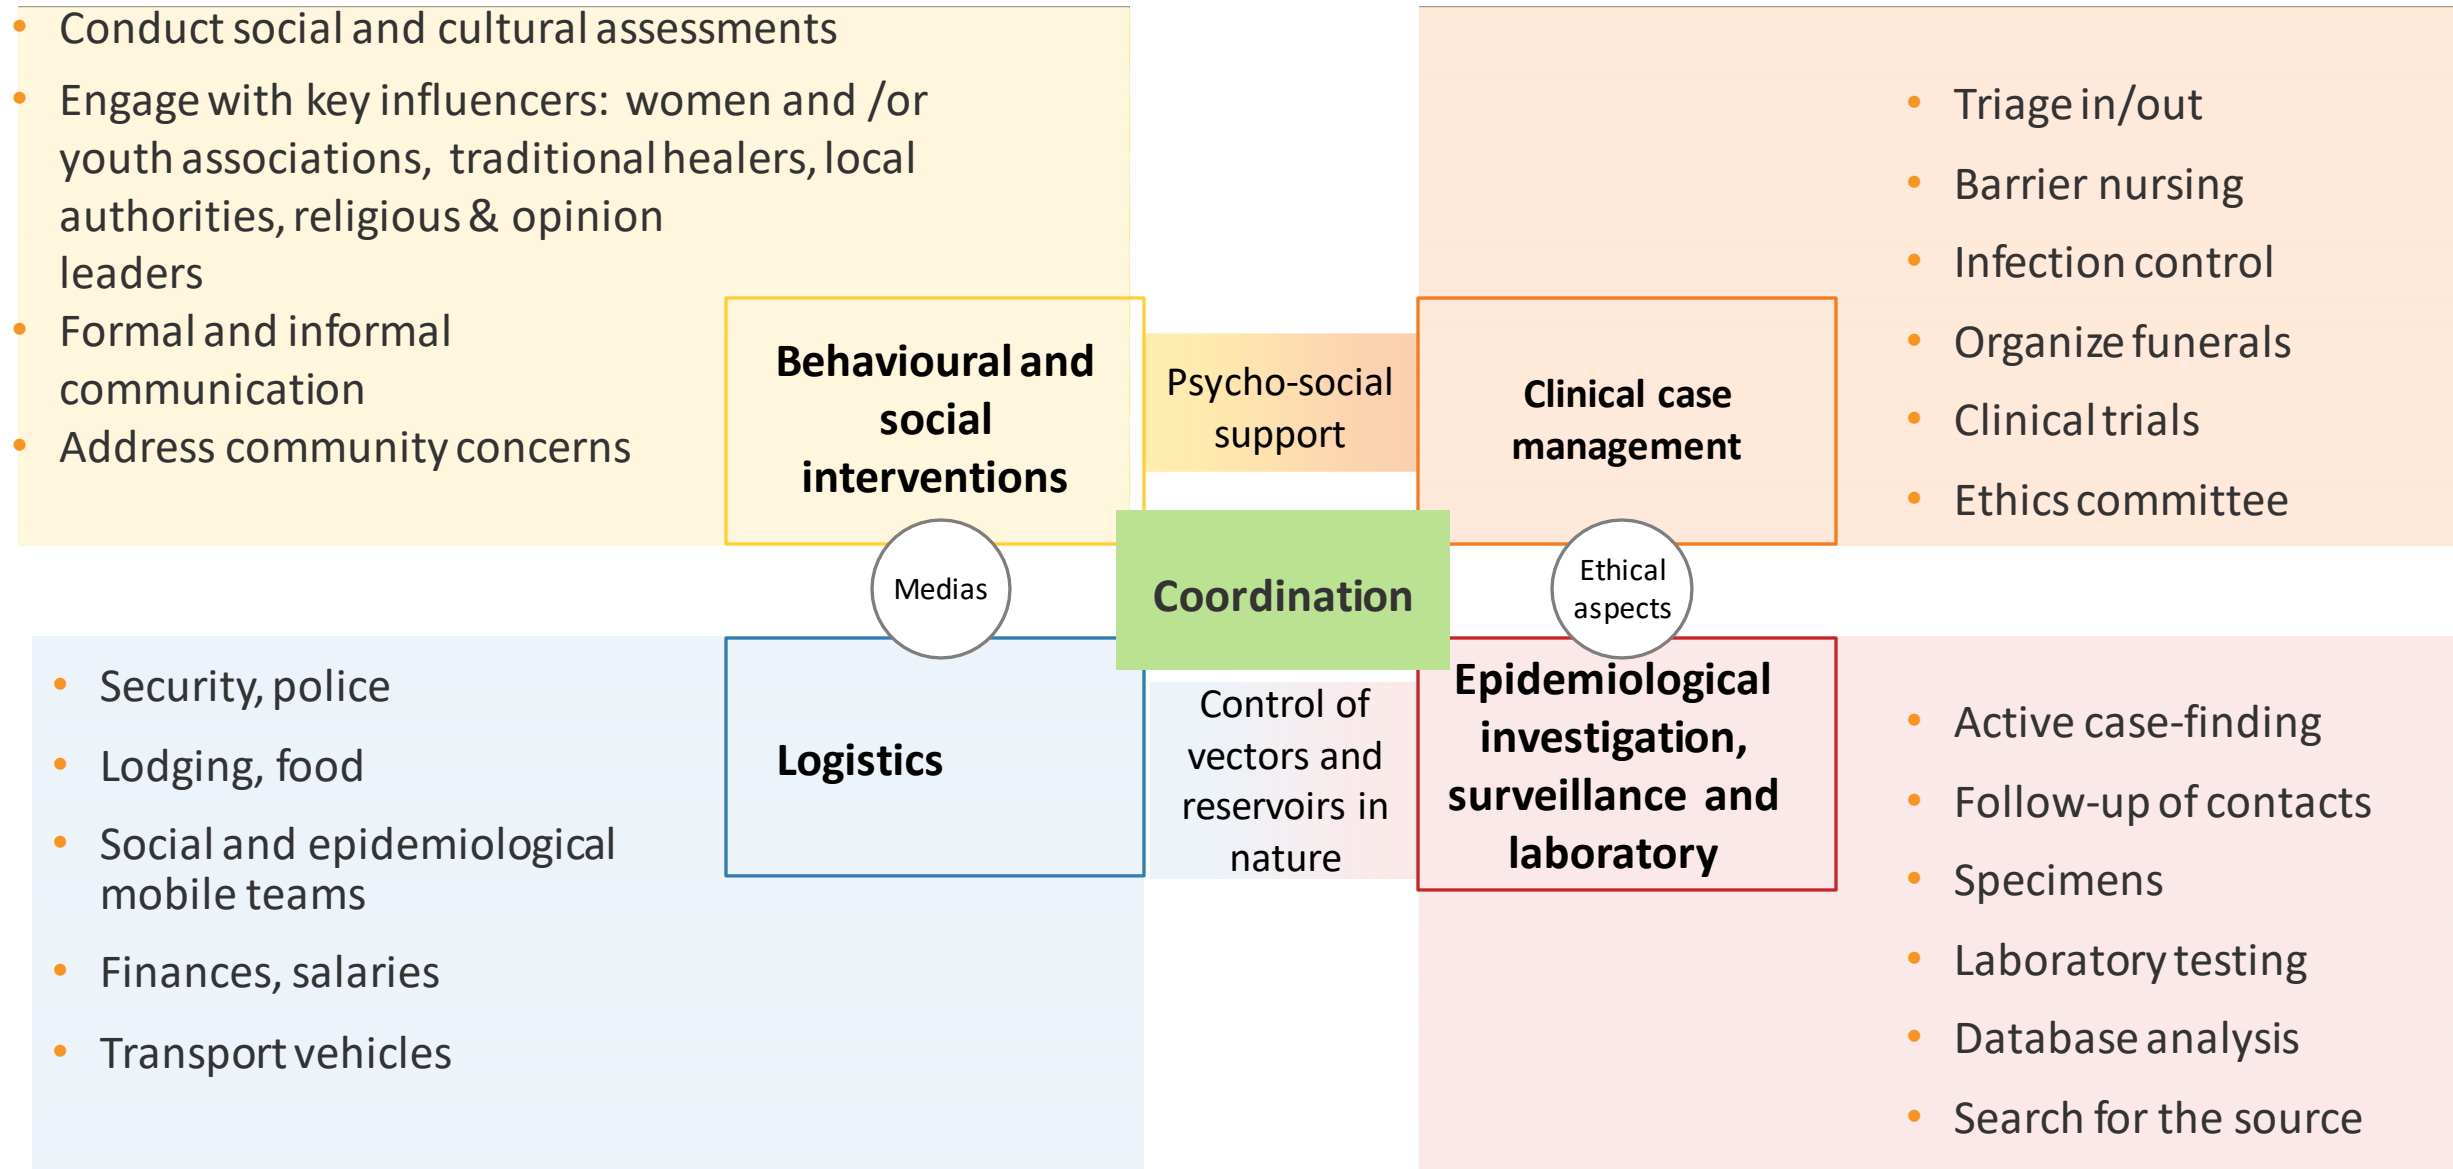 Conduct social and cultural assessments
Engage with key influencers: women and /or
youth associations, traditional healers, local
authorities, religious & opinion
leaders
Formal and informal
communication
Address community concerns
Behavioural and
social
interventions
Psycho-social
support
Clinical case
management
Triage in/out
Barrier nursing
Infection control
Organize funerals
Clinical trials
Ethics committee
Medias
Coordination
Ethical
aspects
Security, police
Lodging, food
Social and epidemiological
mobile teams
Finances, salaries
Transport vehicles
Logistics
Control of
vectors and
reservoirs in
nature
Epidemiological
investigation,
surveillance and
laboratory
Active case-finding
Follow-up of contacts
Specimens
Laboratory testing
Database analysis
Search for the source